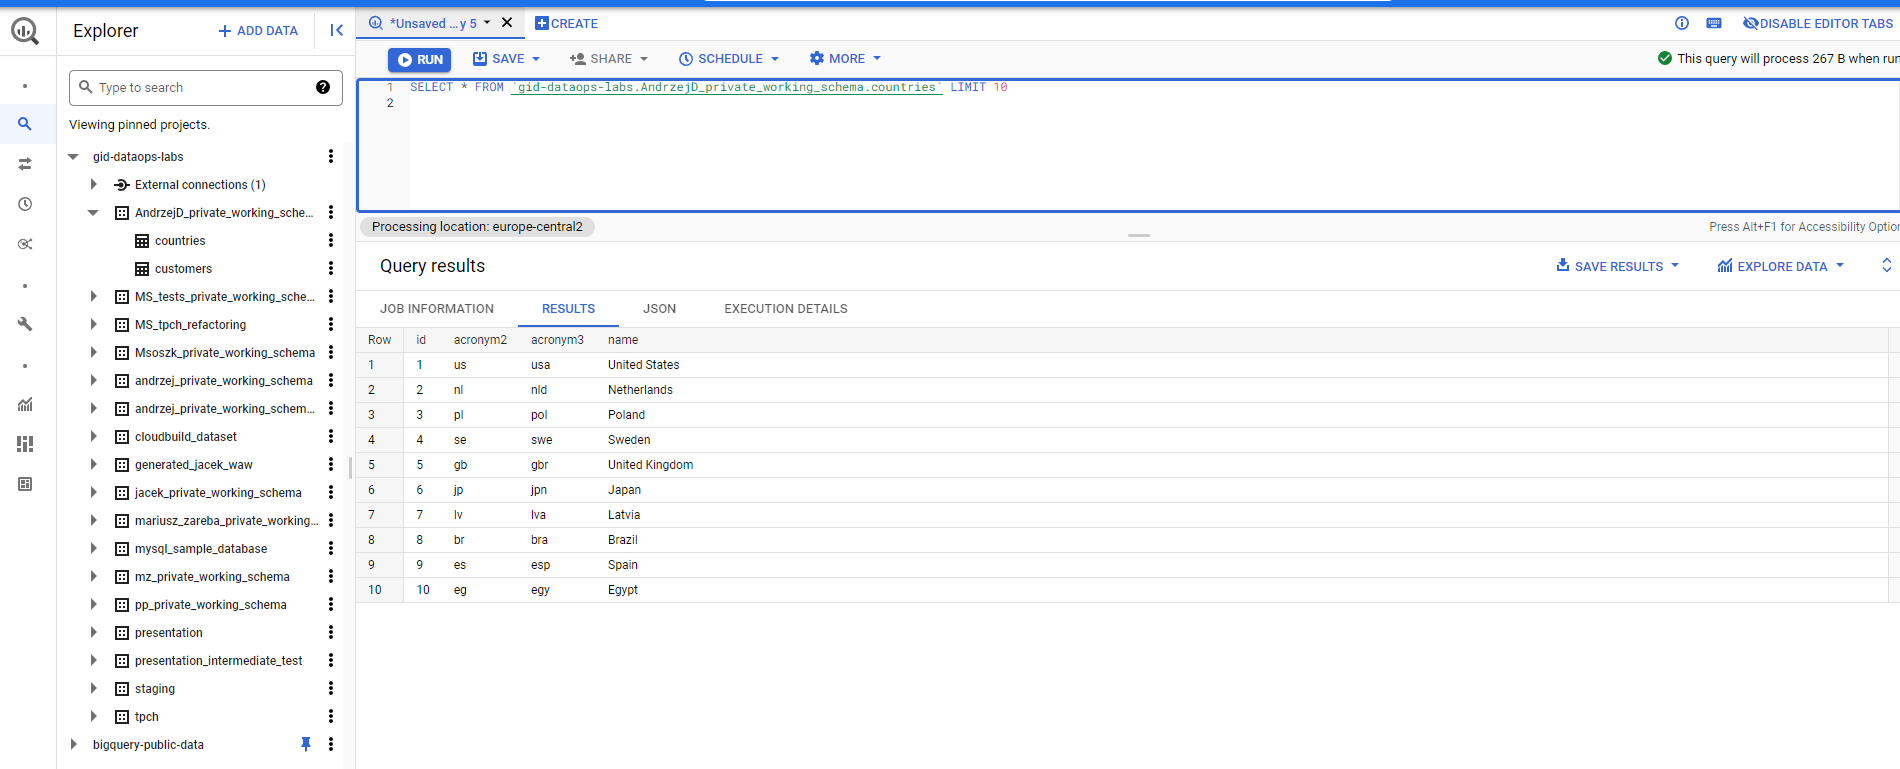 Explorer
+ ADD DATA
Type to search
Viewing pinned projects.
gid-dataops-labs
External connections (1)
AndrzejD_private_working_sche...
countries
customers
MS_tests_private_working_sche...
MS_tpch_refactoring
Msoszk_private_working_schema
andrzej_private_working_schema
andrzej_private_working_schem...
cloudbuild_dataset
generated_jacek_waw
jacek_private_working_schema
mariusz_zareba_private_working...
mysql_sample_database
mz_private_working_schema
pp_private_working_schema
presentation
presentation_intermediate_test
staging
tpch
bigquery-public-data
*Unsaved ...y 5
CREATE
DISABLE EDITOR TABS
RUN SAVE SHARE SCHEDULE MORE
This query will process 267 B when run
1 SELECT * FROM `gid-dataops-labs.AndrzejD_private_working_schema.countries` LIMIT 10
2
Processing location: europe-central2
Press Alt+F1 for Accessibility Option
Query results
SAVE RESULTS
EXPLORE DATA
JOB INFORMATION RESULTS JSON EXECUTION DETAILS
Row id acronym2 acronym3 name
1 1 us usa United States
2 2 nl nld Netherlands
3 3 pl pol Poland
4 4 se swe Sweden
5 5 gb gbr United Kingdom
6 6 jp jpn Japan
7 7 lv lva Latvia
8 8 br bra Brazil
9 9 es esp Spain
10 10 eg egy Egypt